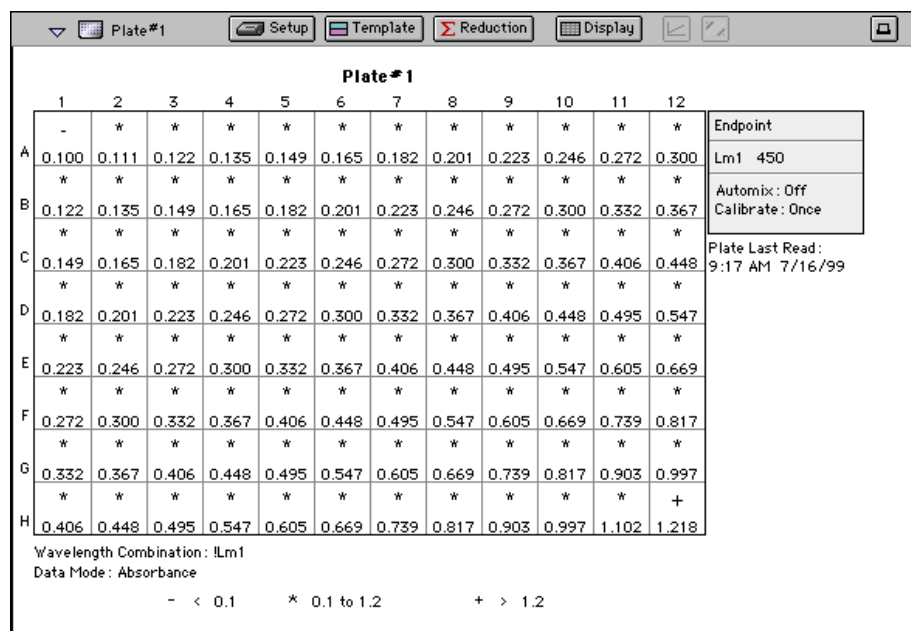 Plate#1 Setup Template Reduction Display
Plate#1
1 2 3 4 5 6 7 8 9 10 11 12
- * * * * * * * * * * *
A 0.100 0.111 0.122 0.135 0.149 0.165 0.182 0.201 0.223 0.246 0.272 0.300
* * * * * * * * * * * *
B 0.122 0.135 0.149 0.165 0.182 0.201 0.223 0.246 0.272 0.300 0.332 0.367
* * * * * * * * * * * *
C 0.149 0.165 0.182 0.201 0.223 0.246 0.272 0.300 0.332 0.367 0.406 0.448
* * * * * * * * * * * *
D 0.182 0.201 0.223 0.246 0.272 0.300 0.332 0.367 0.406 0.448 0.495 0.547
* * * * * * * * * * * *
E 0.223 0.246 0.272 0.300 0.332 0.367 0.406 0.448 0.495 0.547 0.605 0.669
* * * * * * * * * * * *
F 0.272 0.300 0.332 0.367 0.406 0.448 0.495 0.547 0.605 0.669 0.739 0.817
* * * * * * * * * * * *
G 0.332 0.367 0.406 0.448 0.495 0.547 0.605 0.669 0.739 0.817 0.903 0.997
* * * * * * * * * * * +
H 0.406 0.448 0.495 0.547 0.605 0.669 0.739 0.817 0.903 0.997 1.102 1.218
Endpoint
Lm1 450
Automix: Off
Calibrate: Once
Plate Last Read:
9:17 AM 7/16/99
Wavelength Combination: !Lm1
Data Mode: Absorbance
- < 0.1 * 0.1 to 1.2 + > 1.2